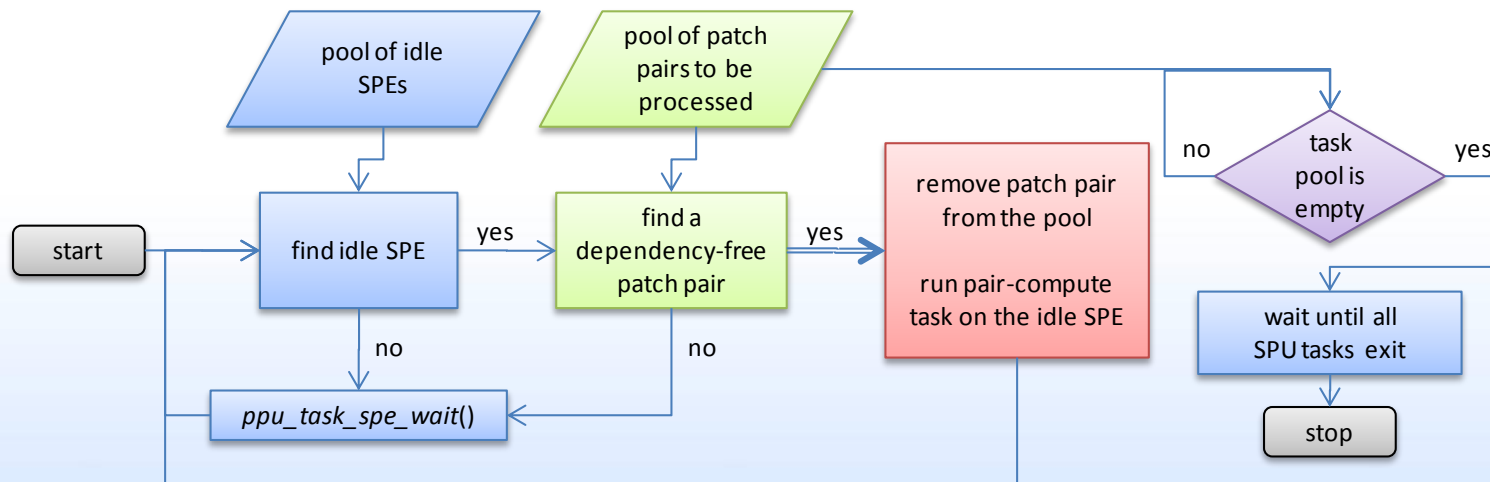 pool of idle
SPEs
pool of patch
pairs to be
processed
no
task
pool is
empty
yes
start
find idle SPE
yes
find a
dependency-free
patch pair
yes
remove patch pair
from the pool
run pair-compute
task on the idle SPE
no
no
ppu_task_spe_wait()
wait until all
SPU tasks exit
stop